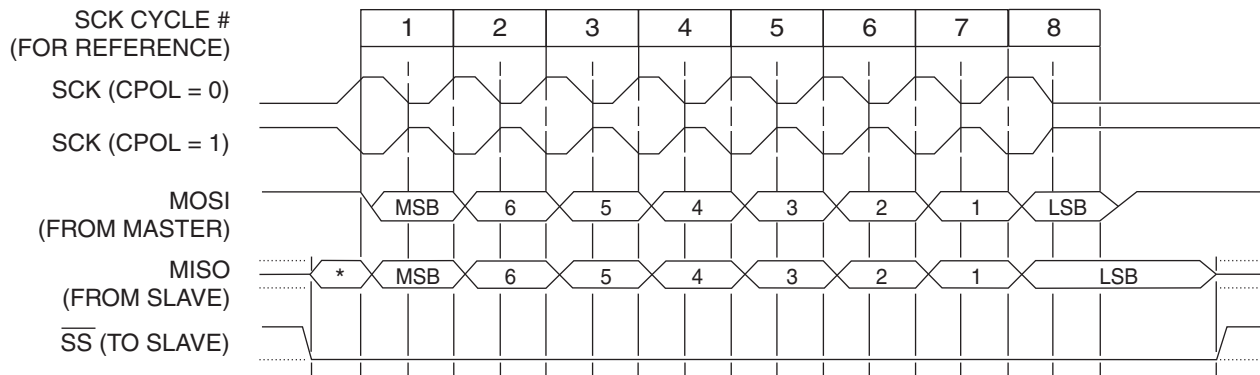 SCK CYCLE #
(FOR REFERENCE)
1 2 3 4 5 6 7 8
SCK (CPOL = 0)
SCK (CPOL = 1)
MOSI
(FROM MASTER)
MSB 6 5 4 3 2 1 LSB
MISO
(FROM SLAVE)
* MSB 6 5 4 3 2 1 LSB
S̅S̅ (TO SLAVE)